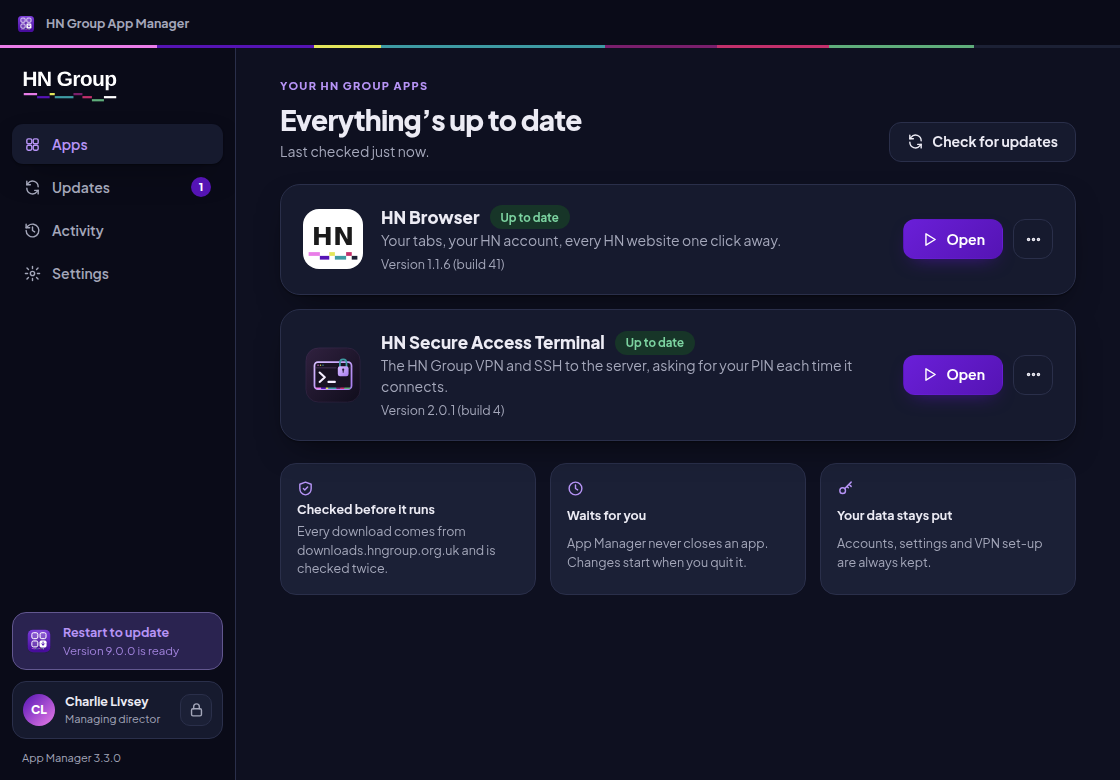 HN Group App Manager
HN Group
Apps
Updates 1
Activity
Settings
YOUR HN GROUP APPS
Everything’s up to date
Last checked just now.
Check for updates
HN
HN Browser Up to date
Your tabs, your HN account, every HN website one click away.
Version 1.1.6 (build 41)
Open
HN Secure Access Terminal Up to date
The HN Group VPN and SSH to the server, asking for your PIN each time it
connects.
Version 2.0.1 (build 4)
Open
Checked before it runs
Every download comes from
downloads.hngroup.org.uk and is
checked twice.
Waits for you
App Manager never closes an app.
Changes start when you quit it.
Your data stays put
Accounts, settings and VPN set-up
are always kept.
Restart to update
Version 9.0.0 is ready
CL
Charlie Livsey
Managing director
App Manager 3.3.0